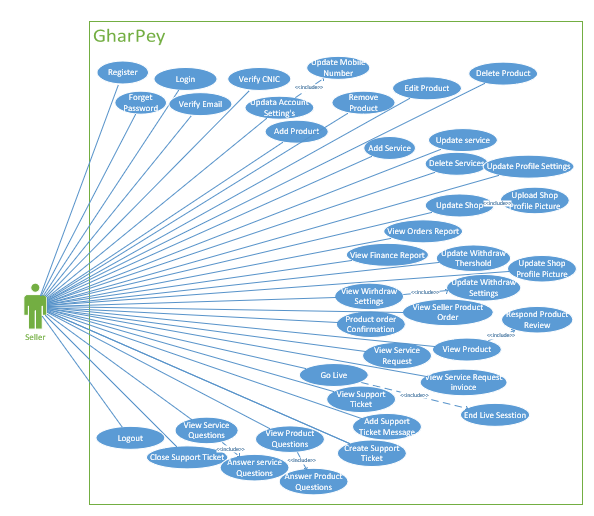 GharPey
Register
Login
Verify CNIC
Update Mobile
Number
Delete Product
<<include>>
Forget
Password
Verify Email
Updata Account
Setting's
Remove
Product
Edit Product
Add Product
Add Service
Update service
Delete Services
Update Profile Settings
Update Shop
<<include>>
Upload Shop
Profile Picture
View Orders Report
View Finance Report
Update Withdraw
Thershold
Update Shop
Profile Picture
View Wirhdraw
Settings
<<include>>
Update Withdraw
Settings
Product order
Confirmation
View Seller Product
Order
Respond Product
Review
<<include>>
Seller
View Service
Request
View Product
Go Live
View Service Request
invioce
<<include>>
View Support
Ticket
End Live Sesstion
Add Support
Ticket Message
Logout
View Service
Questions
View Product
Questions
<<include>>
<<include>>
Close Support Ticket
Answer service
Questions
Create Support
Ticket
Answer Product
Questions